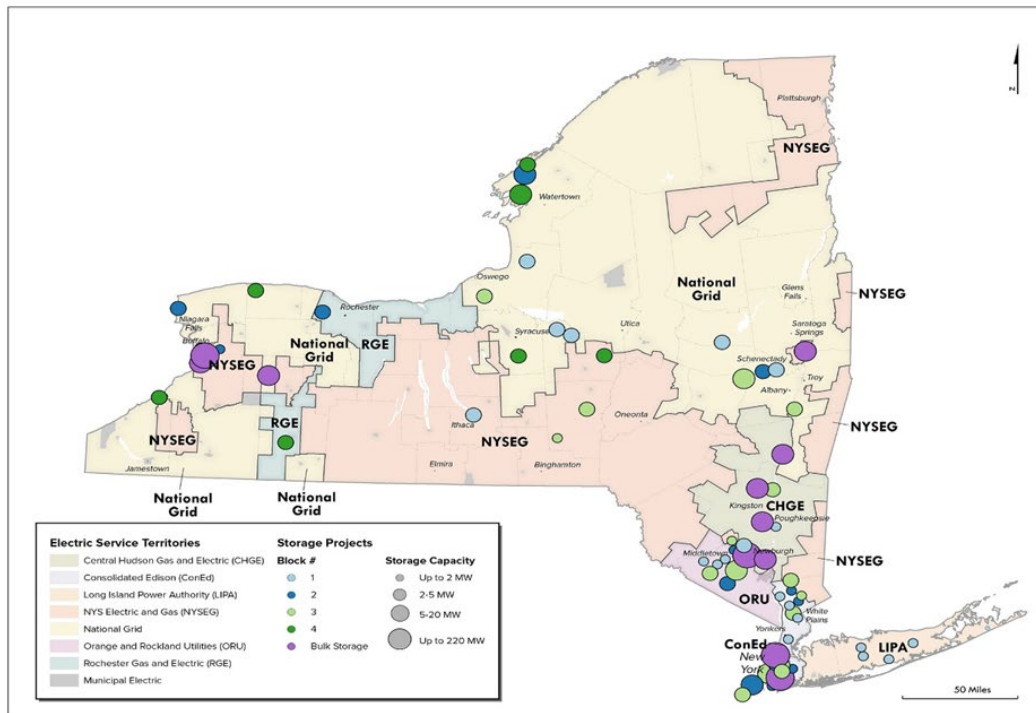 N
Plattsburgh
NYSEG
Watertown
Oswego
National
Grid
Glens
Falls
NYSEG
Rochester
Niagara
Falls
Buffalo
National
Grid
RGE
Syracuse
Utica
Saratoga
Springs
Schenectady
Troy
Albany
NYSEG
RGE
Ithaca
NYSEG
Oneonta
NYSEG
NYSEG
Jamestown
Elmira
Binghamton
National
Grid
National
Grid
Kingston
CHGE
Poughkeepsie
Middletown
Newburgh
NYSEG
ORU
White
Plains
Yonkers
ConEd
New
York
LIPA
50 Miles
Electric Service Territories
Central Hudson Gas and Electric (CHGE)
Consolidated Edison (ConEd)
Long Island Power Authority (LIPA)
NYS Electric and Gas (NYSEG)
National Grid
Orange and Rockland Utilities (ORU)
Rochester Gas and Electric (RGE)
Municipal Electric
Storage Projects
Block #
1
2
3
4
Bulk Storage
Storage Capacity
Up to 2 MW
2-5 MW
5-20 MW
Up to 220 MW